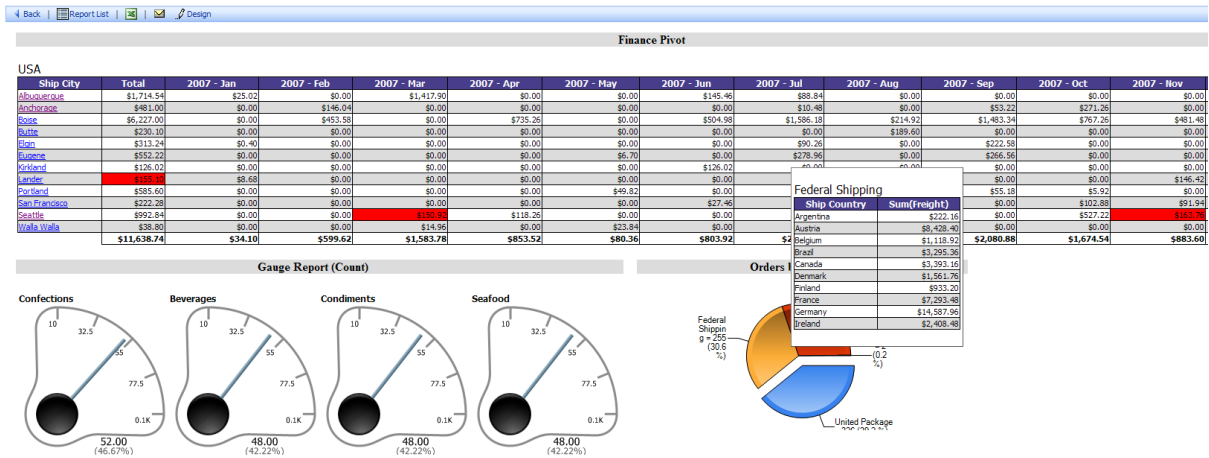 Back | Report List | | Design
Finance Pivot
USA
Ship City Total 2007 - Jan 2007 - Feb 2007 - Mar 2007 - Apr 2007 - May 2007 - Jun 2007 - Jul 2007 - Aug 2007 - Sep 2007 - Oct 2007 - Nov
Albuquerque $1,714.54 $25.02 $0.00 $1,417.90 $0.00 $0.00 $145.46 $88.84 $0.00 $0.00 $0.00 $0.00
Anchorage $481.00 $0.00 $146.04 $0.00 $0.00 $0.00 $0.00 $10.48 $0.00 $53.22 $271.26 $0.00
Boise $6,227.00 $0.00 $453.58 $0.00 $735.26 $0.00 $504.98 $1,586.18 $214.92 $1,483.34 $767.26 $481.48
Butte $230.10 $0.00 $0.00 $0.00 $0.00 $0.00 $0.00 $0.00 $189.60 $0.00 $0.00 $0.00
Elgin $313.24 $0.40 $0.00 $0.00 $0.00 $0.00 $0.00 $90.26 $0.00 $222.58 $0.00 $0.00
Eugene $552.22 $0.00 $0.00 $0.00 $0.00 $6.70 $0.00 $278.96 $0.00 $266.56 $0.00 $0.00
Kirkland $126.02 $0.00 $0.00 $0.00 $0.00 $0.00 $126.02 $0.00 $0.00 $0.00 $0.00
Lander $155.10 $8.68 $0.00 $0.00 $0.00 $0.00 $0.00 $0.00 $0.00 $146.42
Portland $585.60 $0.00 $0.00 $0.00 $0.00 $49.82 $0.00 $55.18 $5.92 $0.00
San Francisco $222.28 $0.00 $0.00 $0.00 $0.00 $0.00 $27.46 $0.00 $102.88 $91.94
Seattle $992.84 $0.00 $0.00 $150.92 $118.26 $0.00 $0.00 $0.00 $527.22 $163.76
Walla Walla $38.80 $0.00 $0.00 $14.96 $0.00 $23.84 $0.00 $0.00 $0.00 $0.00
$11,638.74 $34.10 $599.62 $1,583.78 $853.52 $80.36 $803.92 $2,080.88 $1,674.54 $883.60
Federal Shipping
Ship Country Sum(Freight)
Argentina $222.16
Austria $8,428.40
Belgium $1,118.92
Brazil $3,295.36
Canada $3,393.16
Denmark $1,561.76
Finland $933.20
France $7,293.48
Germany $14,587.96
Ireland $2,408.48
Gauge Report (Count)
Orders
Confections Beverages Condiments Seafood
10 32.5 55 77.5 0.1K
52.00
(46.67%)
10 32.5 55 77.5 0.1K
48.00
(42.22%)
10 32.5 55 77.5 0.1K
48.00
(42.22%)
10 32.5 55 77.5 0.1K
48.00
(42.22%)
Federal
Shippin
g = 255
(30.6
%)
(0.2
%)
United Package